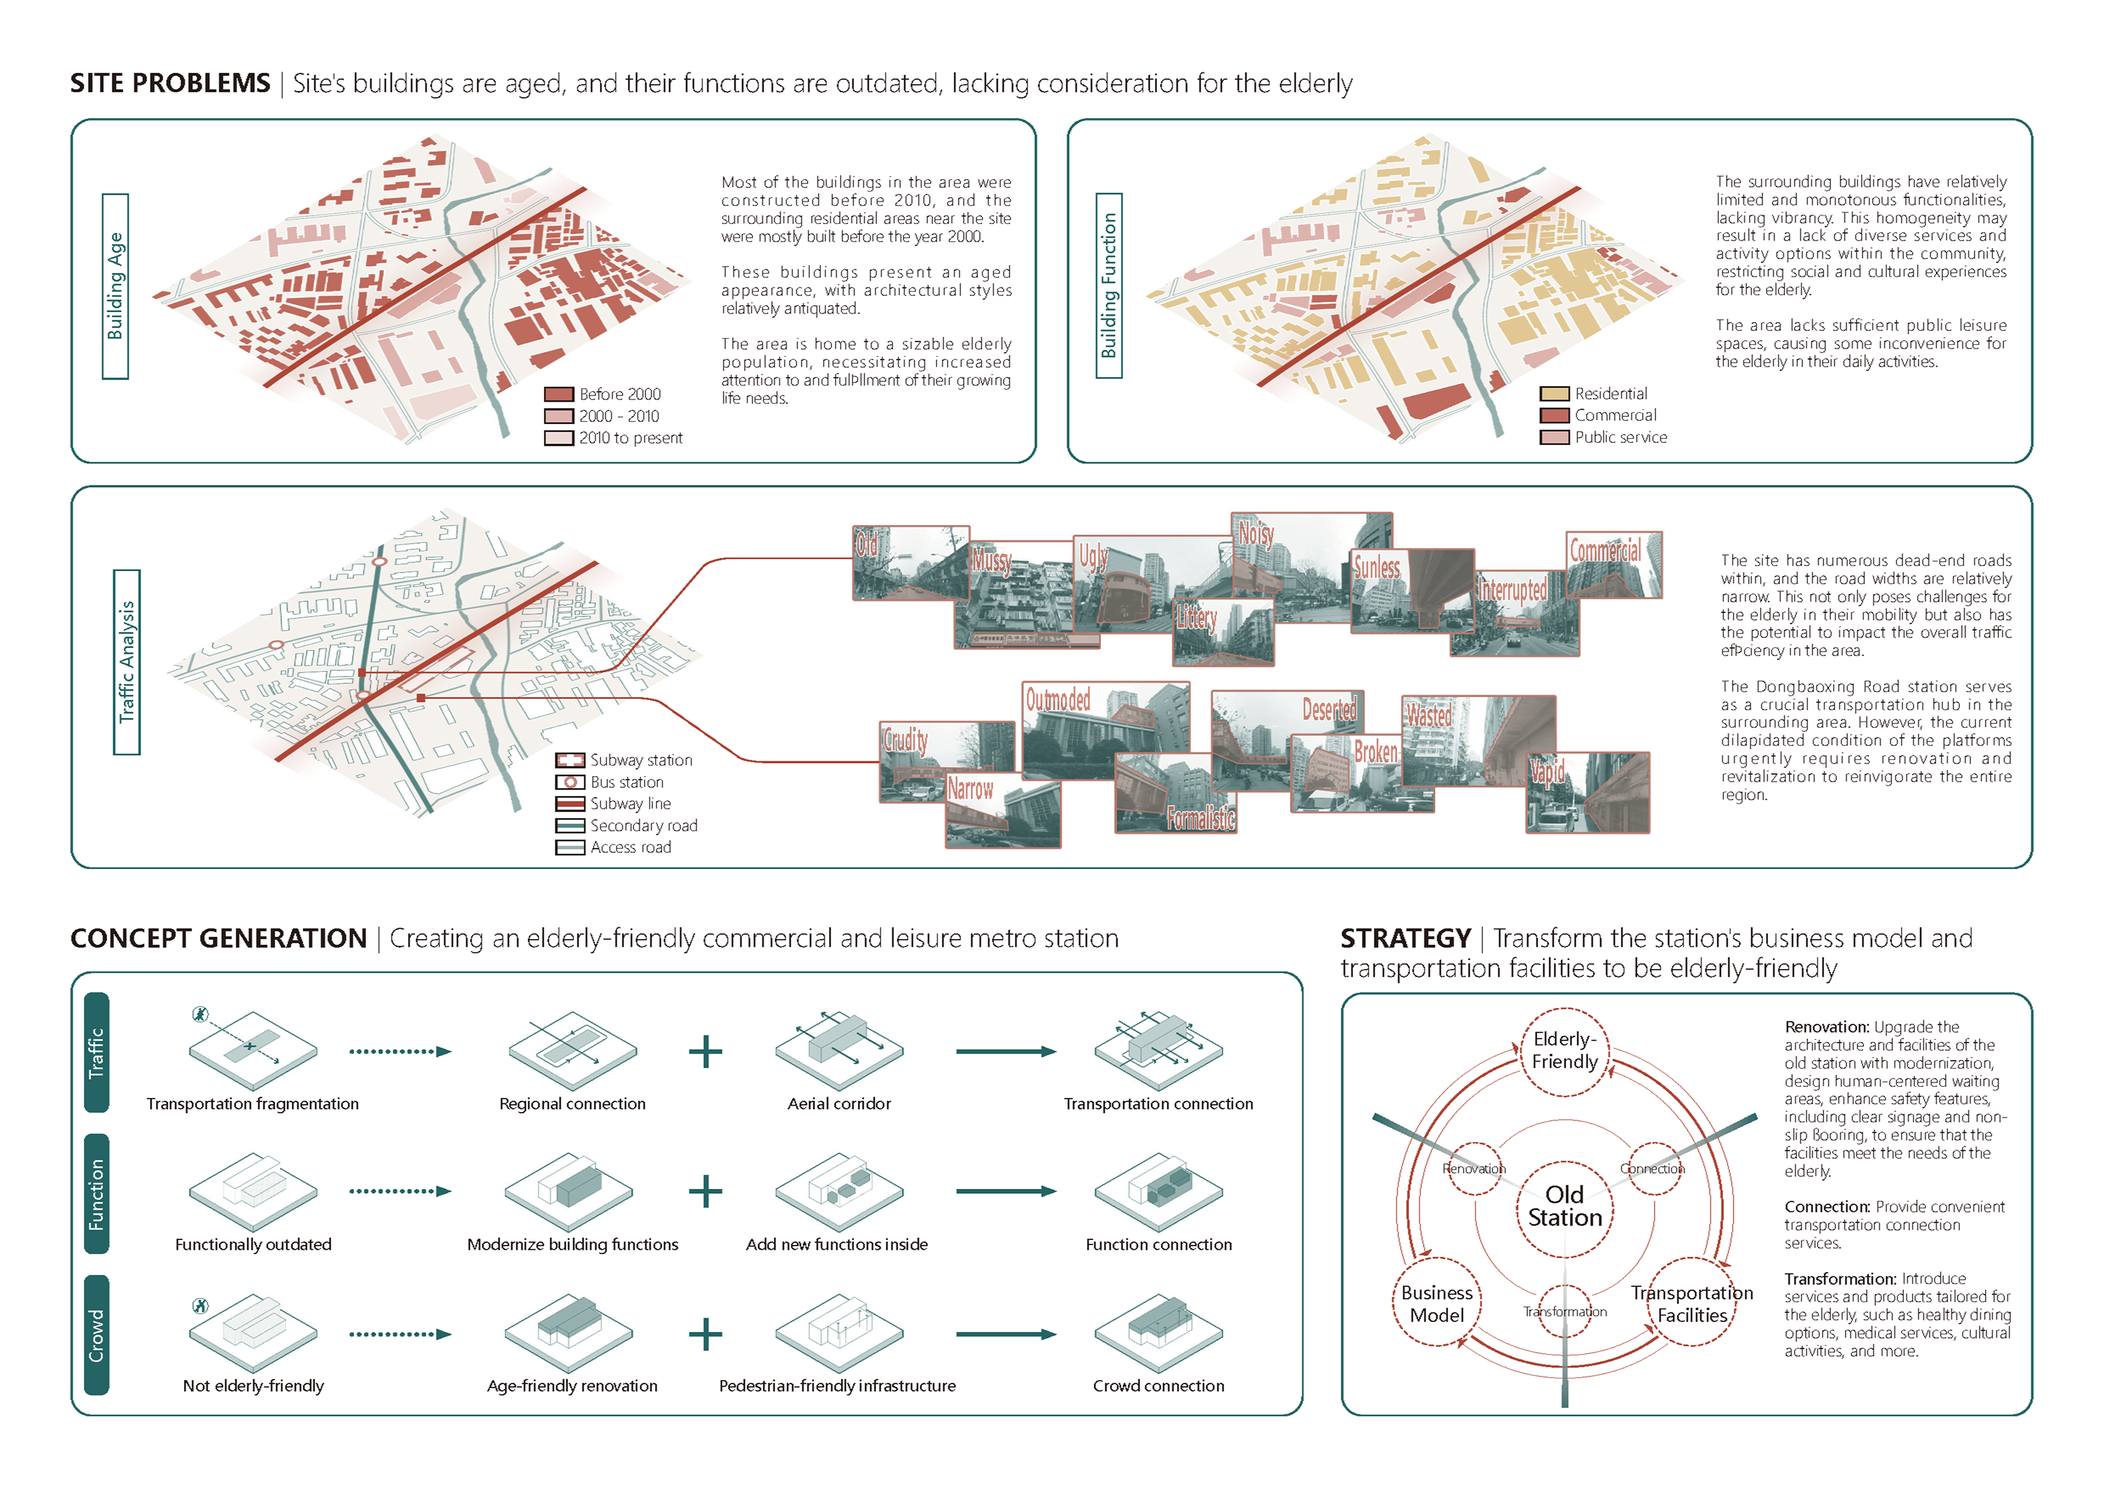 SITE PROBLEMS | Site's buildings are aged, and their functions are outdated, lacking consideration for the elderly
Building Age
Most of the buildings in the area were
constructed before 2010, and the
surrounding residential areas near the site
were mostly built before the year 2000.
These buildings present an aged
appearance, with architectural styles
relatively antiquated.
The area is home to a sizable elderly
population, necessitating increased
attention to and fulÞllment of their growing
life needs.
Before 2000
2000 - 2010
2010 to present
Building Function
The surrounding buildings have relatively
limited and monotonous functionalities,
lacking vibrancy. This homogeneity may
result in a lack of diverse services and
activity options within the community,
restricting social and cultural experiences
for the elderly.
The area lacks sufficient public leisure
spaces, causing some inconvenience for
the elderly in their daily activities.
Residential
Commercial
Public service
Traffic Analysis
Subway station
Bus station
Subway line
Secondary road
Access road
Old
Mussy
Ugly
Littery
Noisy
Sunless
Interrupted
Commercial
Crudity
Narrow
Outmoded
Formalistic
Deserted
Broken
Wasted
Vapid
The site has numerous dead-end roads
within, and the road widths are relatively
narrow. This not only poses challenges for
the elderly in their mobility but also has
the potential to impact the overall traffic
efÞciency in the area.
The Dongbaoxing Road station serves
as a crucial transportation hub in the
surrounding area. However, the current
dilapidated condition of the platforms
urgently requires renovation and
revitalization to reinvigorate the entire
region.
CONCEPT GENERATION | Creating an elderly-friendly commercial and leisure metro station
Traffic
Transportation fragmentation
Regional connection
Aerial corridor
Transportation connection
Function
Functionally outdated
Modernize building functions
Add new functions inside
Function connection
Crowd
Not elderly-friendly
Age-friendly renovation
Pedestrian-friendly infrastructure
Crowd connection
STRATEGY | Transform the station's business model and
transportation facilities to be elderly-friendly
Elderly-
Friendly
Renovation
Connection
Old
Station
Business
Model
Transformation
Transportation
Facilities
Renovation: Upgrade the
architecture and facilities of the
old station with modernization,
design human-centered waiting
areas, enhance safety features,
including clear signage and non-
slip ßooring, to ensure that the
facilities meet the needs of the
elderly.
Connection: Provide convenient
transportation connection
services.
Transformation: Introduce
services and products tailored for
the elderly, such as healthy dining
options, medical services, cultural
activities, and more.